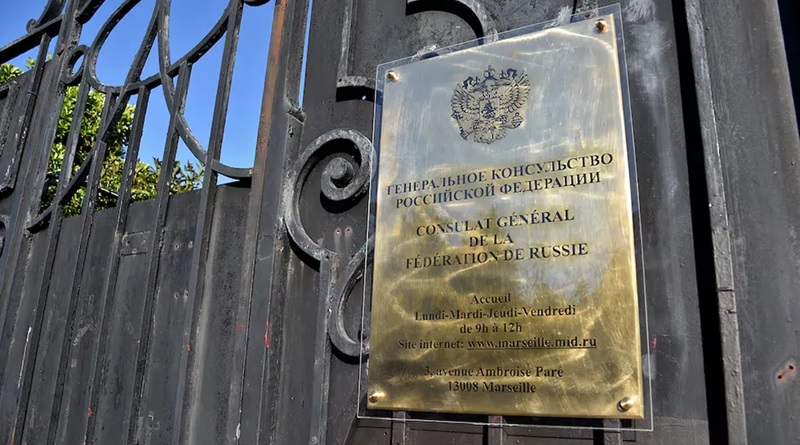 ГЕНЕРАЛЬНОЕ КОНСУЛЬСТВО
РОССИЙСКОЙ ФЕДЕРАЦИИ
CONSULAT GÉNÉRAL
DE LA
FÉDÉRATION DE RUSSIE
Accueil
Lundi-Mardi-Jeudi-Vendredi
de 9h à 12h
Site internet: www.marseille.mid.ru
3, avenue Ambroise Paré
13008 Marseille